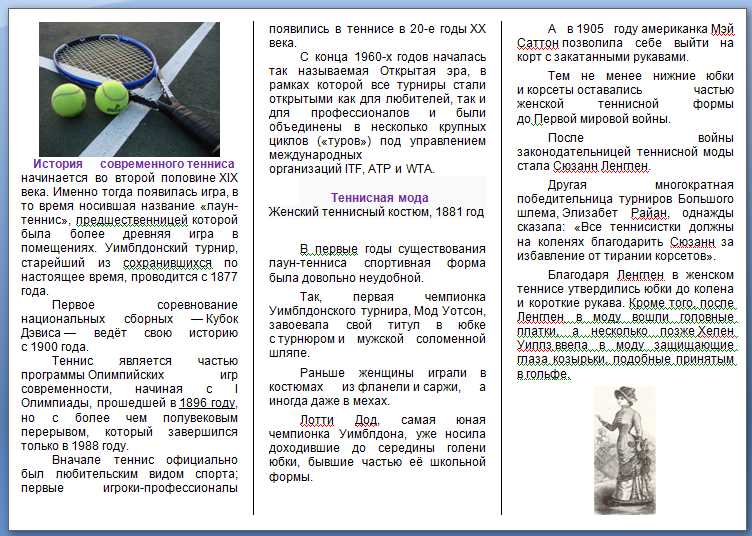 История современного тенниса
начинается во второй половине XIX
века. Именно тогда появилась игра, в
то время носившая название «лаун-
теннис», предшественницей которой
была более древняя игра в
помещениях. Уимблдонский турнир,
старейший из сохранившихся по
настоящее время, проводится с 1877
года.
Первое соревнование
национальных сборных — Кубок
Дэвиса — ведёт свою историю
с 1900 года.
Теннис является частью
программы Олимпийских игр
современности, начиная с I
Олимпиады, прошедшей в 1896 году,
но с более чем полувековым
перерывом, который завершился
только в 1988 году.
Вначале теннис официально
был любительским видом спорта;
первые игроки-профессионалы
появились в теннисе в 20-е годы XX
века.
С конца 1960-х годов началась
так называемая Открытая эра, в
рамках которой все турниры стали
открытыми как для любителей, так и
для профессионалов и были
объединены в несколько крупных
циклов («туров») под управлением
международных
организаций ITF, ATP и WTA.
Теннисная мода
Женский теннисный костюм, 1881 год
В первые годы существования
лаун-тенниса спортивная форма
была довольно неудобной.
Так, первая чемпионка
Уимблдонского турнира, Мод Уотсон,
завоевала свой титул в юбке
с турнюром и мужской соломенной
шляпе.
Раньше женщины играли в
костюмах из фланели и саржи, а
иногда даже в мехах.
Лотти Дод, самая юная
чемпионка Уимблдона, уже носила
доходившие до середины голени
юбки, бывшие частью её школьной
формы.
А в 1905 году американка Мэй
Саттон позволила себе выйти на
корт с закатанными рукавами.
Тем не менее нижние юбки
и корсеты оставались частью
женской теннисной формы
до Первой мировой войны.
После войны
законодательницей теннисной моды
стала Сюзанн Ленглен.
Другая многократная
победительница турниров Большого
шлема, Элизабет Райан, однажды
сказала: «Все теннисистки должны
на коленях благодарить Сюзанн за
избавление от тирании корсетов».
Благодаря Ленглен в женском
теннисе утвердились юбки до колена
и короткие рукава. Кроме того, после
Ленглен в моду вошли головные
платки, а несколько позже Хелен
Уиллз ввела в моду защищающие
глаза козырьки, подобные принятым
в гольфе.